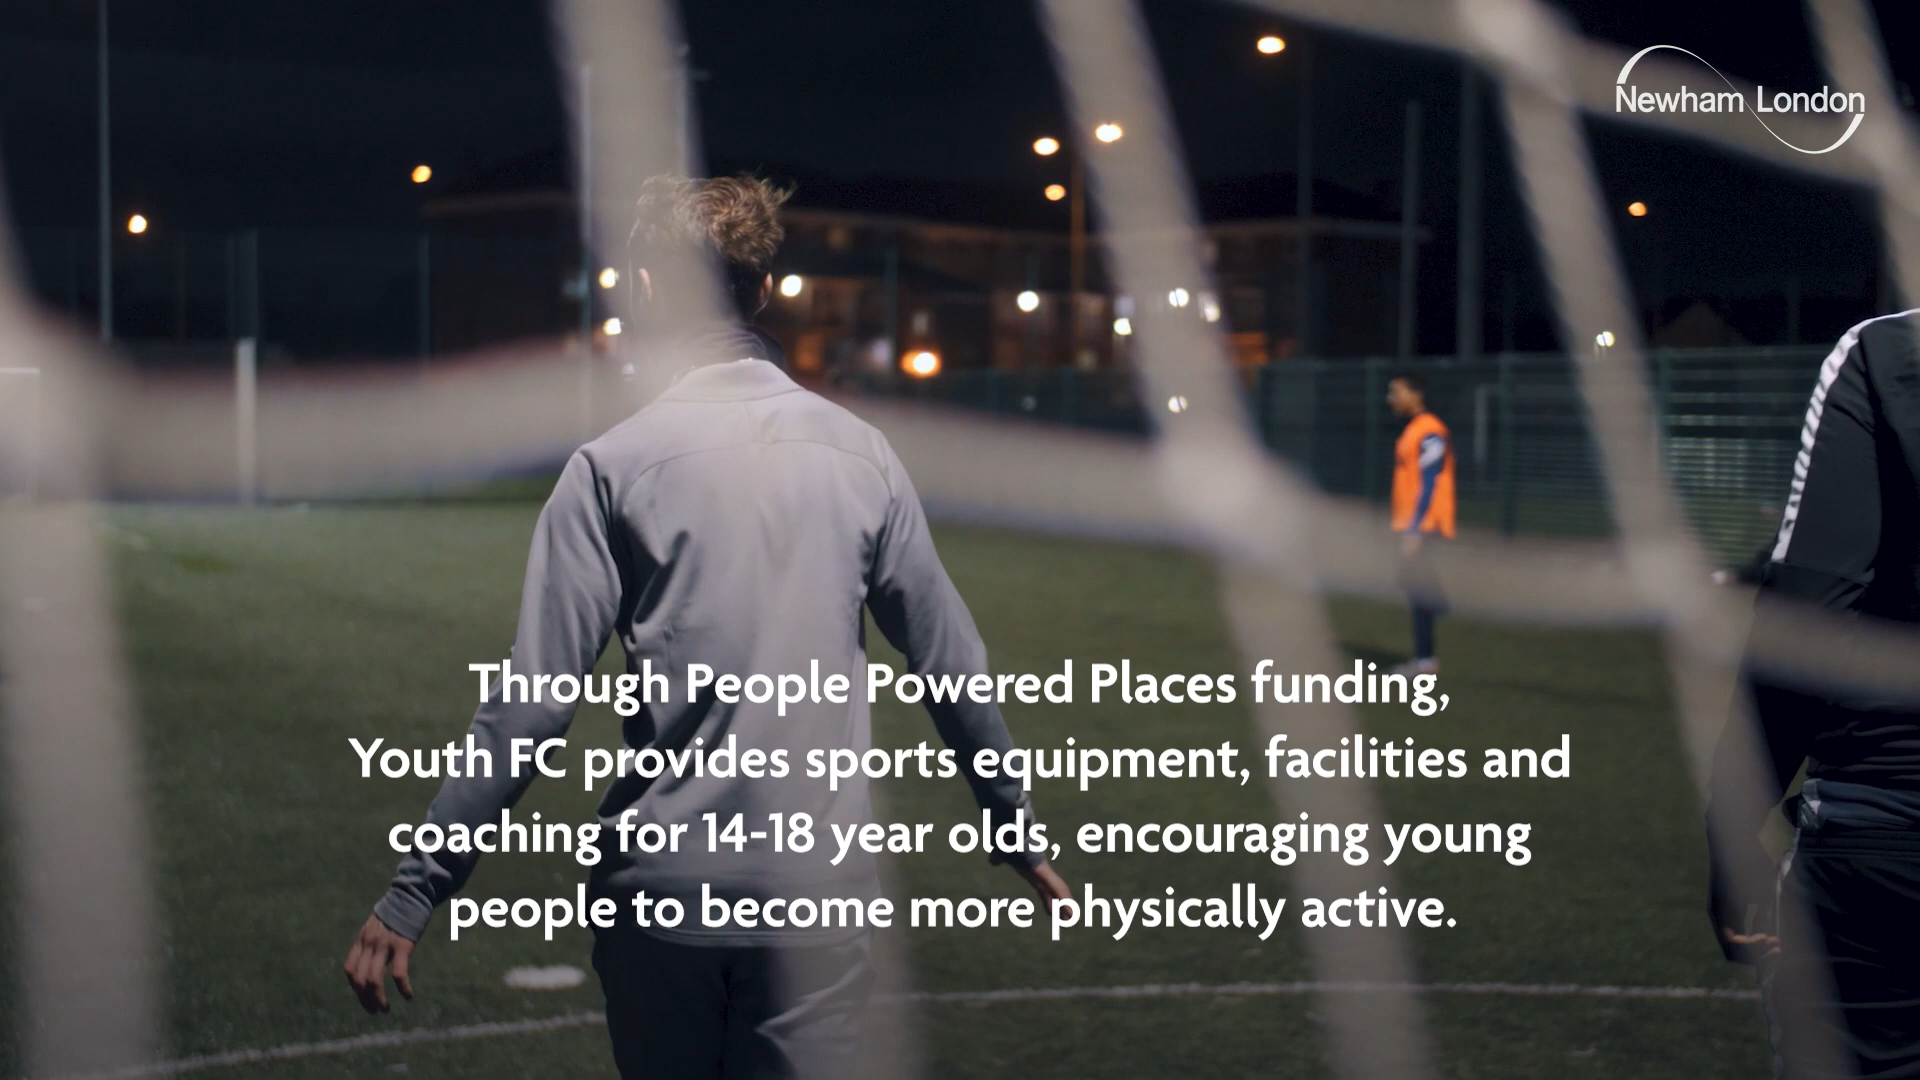 Newham London
Through People Powered Places funding,
Youth FC provides sports equipment, facilities and
coaching for 14-18 year olds, encouraging young
people to become more physically active.